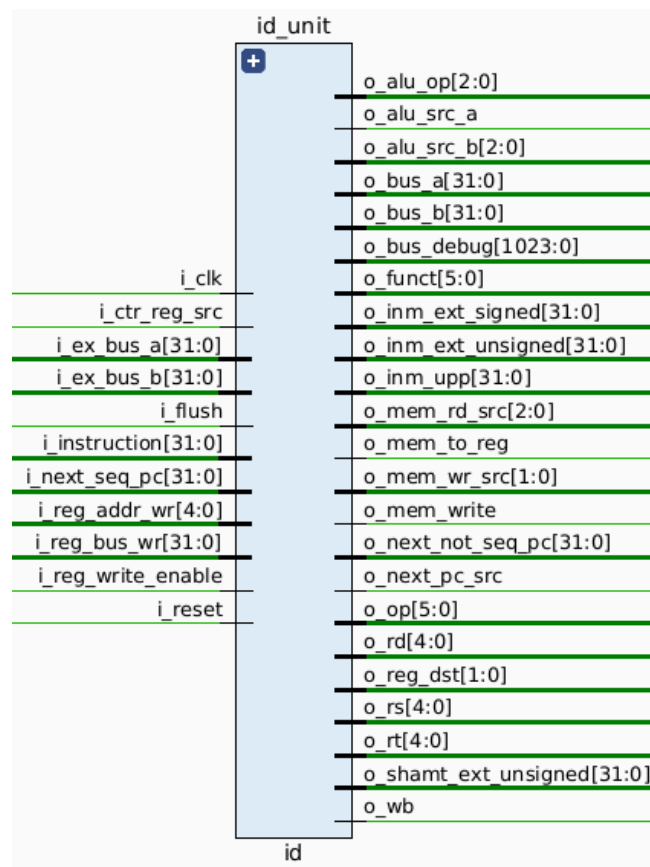 id_unit
i_clk
i_ctr_reg_src
i_ex_bus_a[31:0]
i_ex_bus_b[31:0]
i_flush
i_instruction[31:0]
i_next_seq_pc[31:0]
i_reg_addr_wr[4:0]
i_reg_bus_wr[31:0]
i_reg_write_enable
i_reset
o_alu_op[2:0]
o_alu_src_a
o_alu_src_b[2:0]
o_bus_a[31:0]
o_bus_b[31:0]
o_bus_debug[1023:0]
o_funct[5:0]
o_inm_ext_signed[31:0]
o_inm_ext_unsigned[31:0]
o_inm_upp[31:0]
o_mem_rd_src[2:0]
o_mem_to_reg
o_mem_wr_src[1:0]
o_mem_write
o_next_not_seq_pc[31:0]
o_next_pc_src
o_op[5:0]
o_rd[4:0]
o_reg_dst[1:0]
o_rs[4:0]
o_rt[4:0]
o_shamt_ext_unsigned[31:0]
o_wb
id